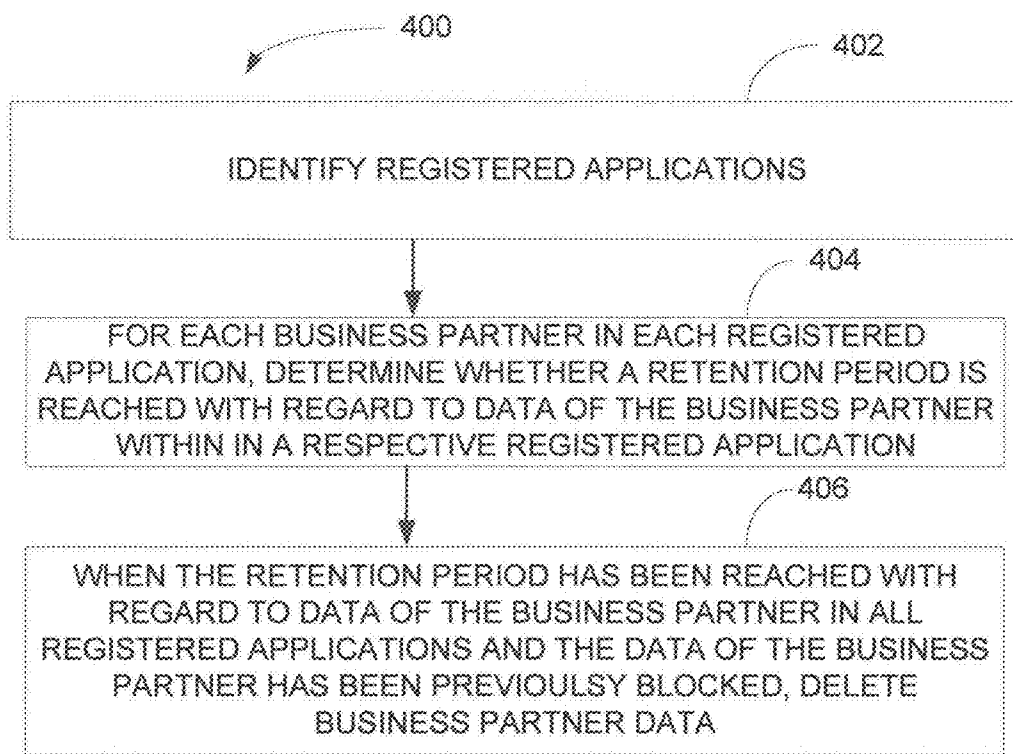 400
402
IDENTIFY REGISTERED APPLICATIONS
404
FOR EACH BUSINESS PARTNER IN EACH REGISTERED
APPLICATION, DETERMINE WHETHER A RETENTION PERIOD IS
REACHED WITH REGARD TO DATA OF THE BUSINESS PARTNER
WITHIN IN A RESPECTIVE REGISTERED APPLICATION
406
WHEN THE RETENTION PERIOD HAS BEEN REACHED WITH
REGARD TO DATA OF THE BUSINESS PARTNER IN ALL
REGISTERED APPLICATIONS AND THE DATA OF THE BUSINESS
PARTNER HAS BEEN PREVIOULSY BLOCKED, DELETE
BUSINESS PARTNER DATA